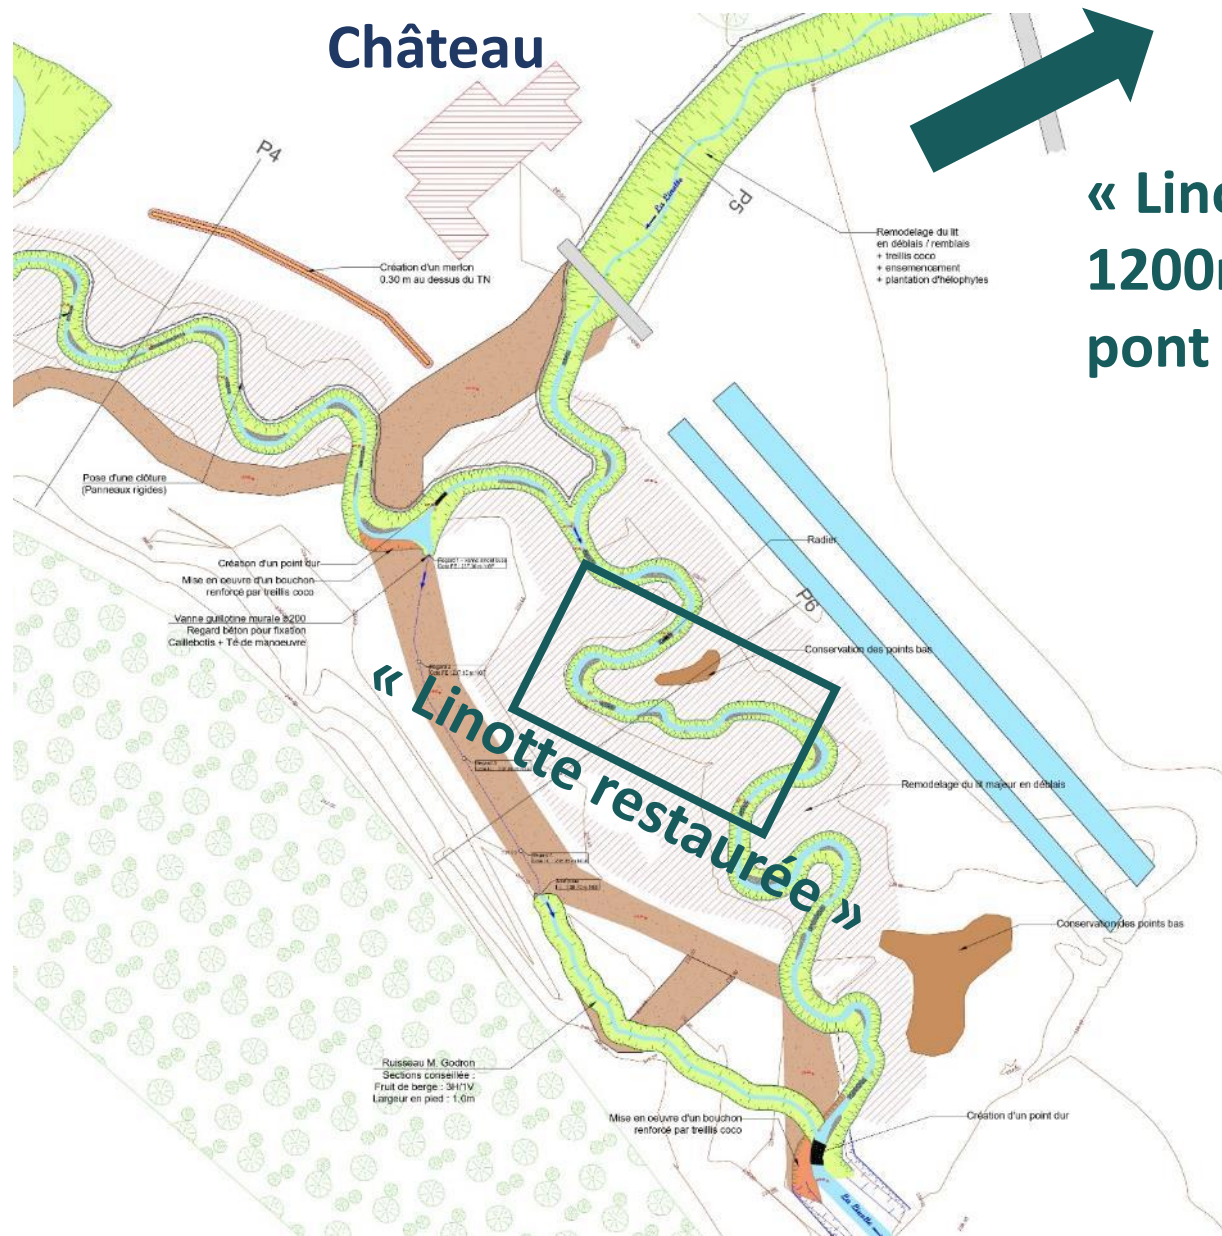 Château
« Lin
1200
pont
P4
P5
La Linotte
Remodelage du lit
en déblais / remblais
+ treillis coco
+ ensemencement
+ plantation d'hélophytes
Création d'un merlon
0.30 m au dessus du TN
Pose d'une clôture
(Panneaux rigides)
Radier
Création d'un point dur
Mise en oeuvre d'un bouchon
renforcé par treillis coco
P6
Vanne guillotine murale ø200
Regard béton pour fixation
Caillebotis + Té de manoeuvre
Conservation des points bas
« Linotte restaurée »
Remodelage du lit majeur en déblais
Conservation des points bas
Ruisseau M. Godron
Sections conseillée :
Fruit de berge : 3H/1V
Largeur en pied : 1,0m
Mise en oeuvre d'un bouchon
renforcé par treillis coco
Création d'un point dur
La Linotte